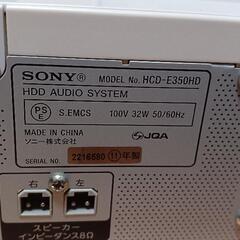 SONY® MODEL No. HCD-E350HD
HDD AUDIO SYSTEM
PS
E
S.EMCS 100V 32W 50/60Hz
MADE IN CHINA
ソニー株式会社
JQA
SERIAL NO. 2216580 11年製
右 左
スピーカー
インピーダンス8Ω